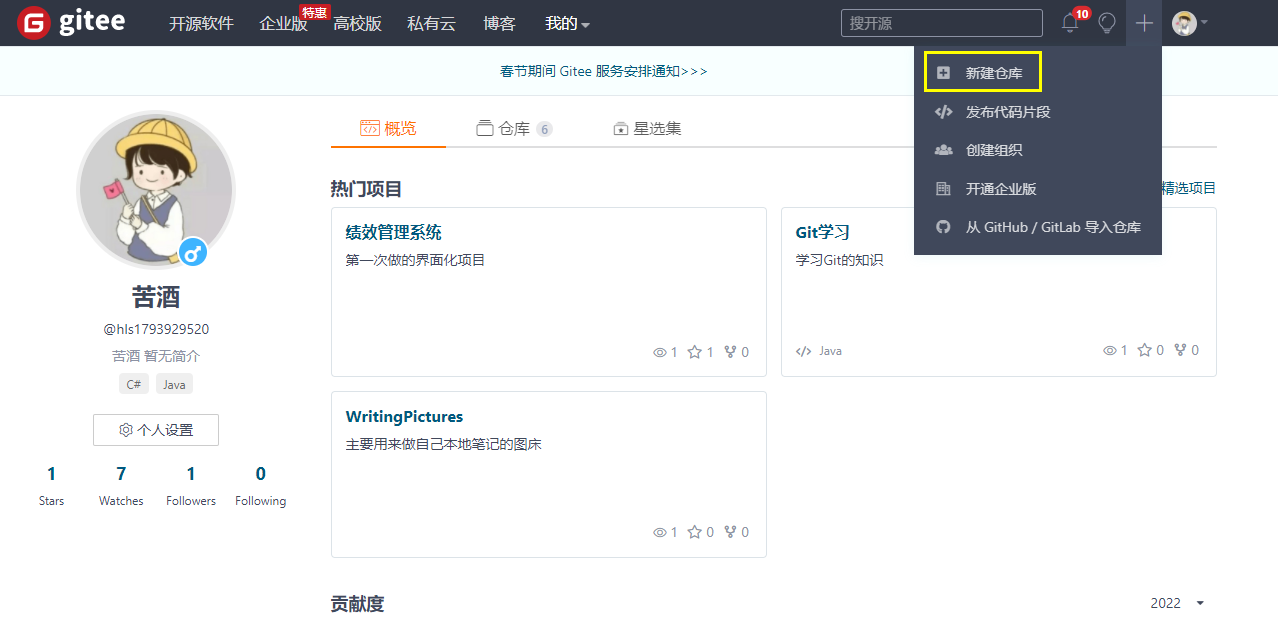 gitee 开源软件 企业版 特惠 高校版 私有云 博客 我的 搜开源 10
春节期间 Gitee 服务安排通知>>>
新建仓库
发布代码片段
创建组织
开通企业版
从 GitHub / GitLab 导入仓库
苦酒
@hls1793929520
苦酒 暂无简介
C# Java
个人设置
1 7 1 0
Stars Watches Followers Following
概览 仓库 6 星选集
热门项目 精选项目
绩效管理系统
第一次做的界面化项目
1 1 0
Git学习
学习Git的知识
Java 1 0 0
WritingPictures
主要用来做自己本地笔记的图床
1 0 0
贡献度 2022